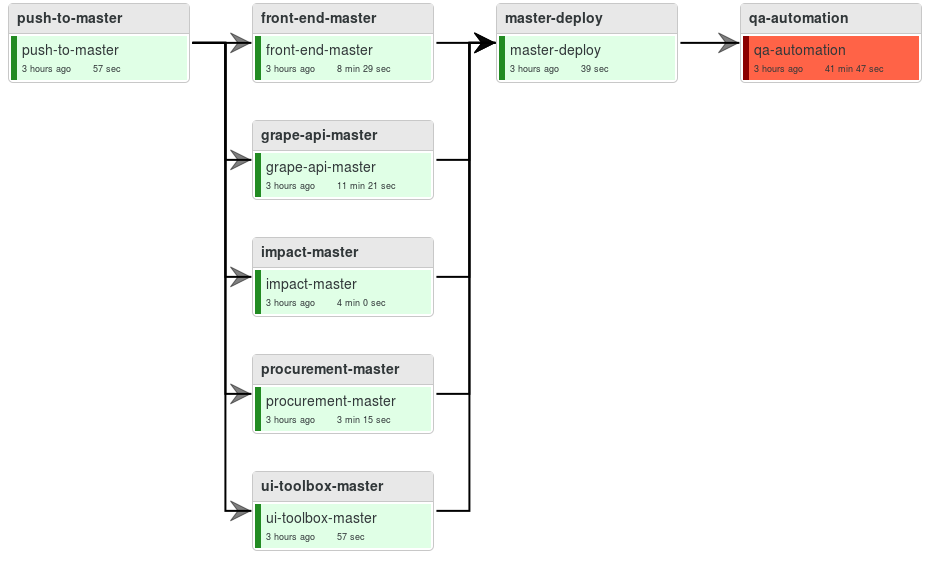 push-to-master
push-to-master
3 hours ago 57 sec
front-end-master
front-end-master
3 hours ago 8 min 29 sec
grape-api-master
grape-api-master
3 hours ago 11 min 21 sec
impact-master
impact-master
3 hours ago 4 min 0 sec
procurement-master
procurement-master
3 hours ago 3 min 15 sec
ui-toolbox-master
ui-toolbox-master
3 hours ago 57 sec
master-deploy
master-deploy
3 hours ago 39 sec
qa-automation
qa-automation
3 hours ago 41 min 47 sec